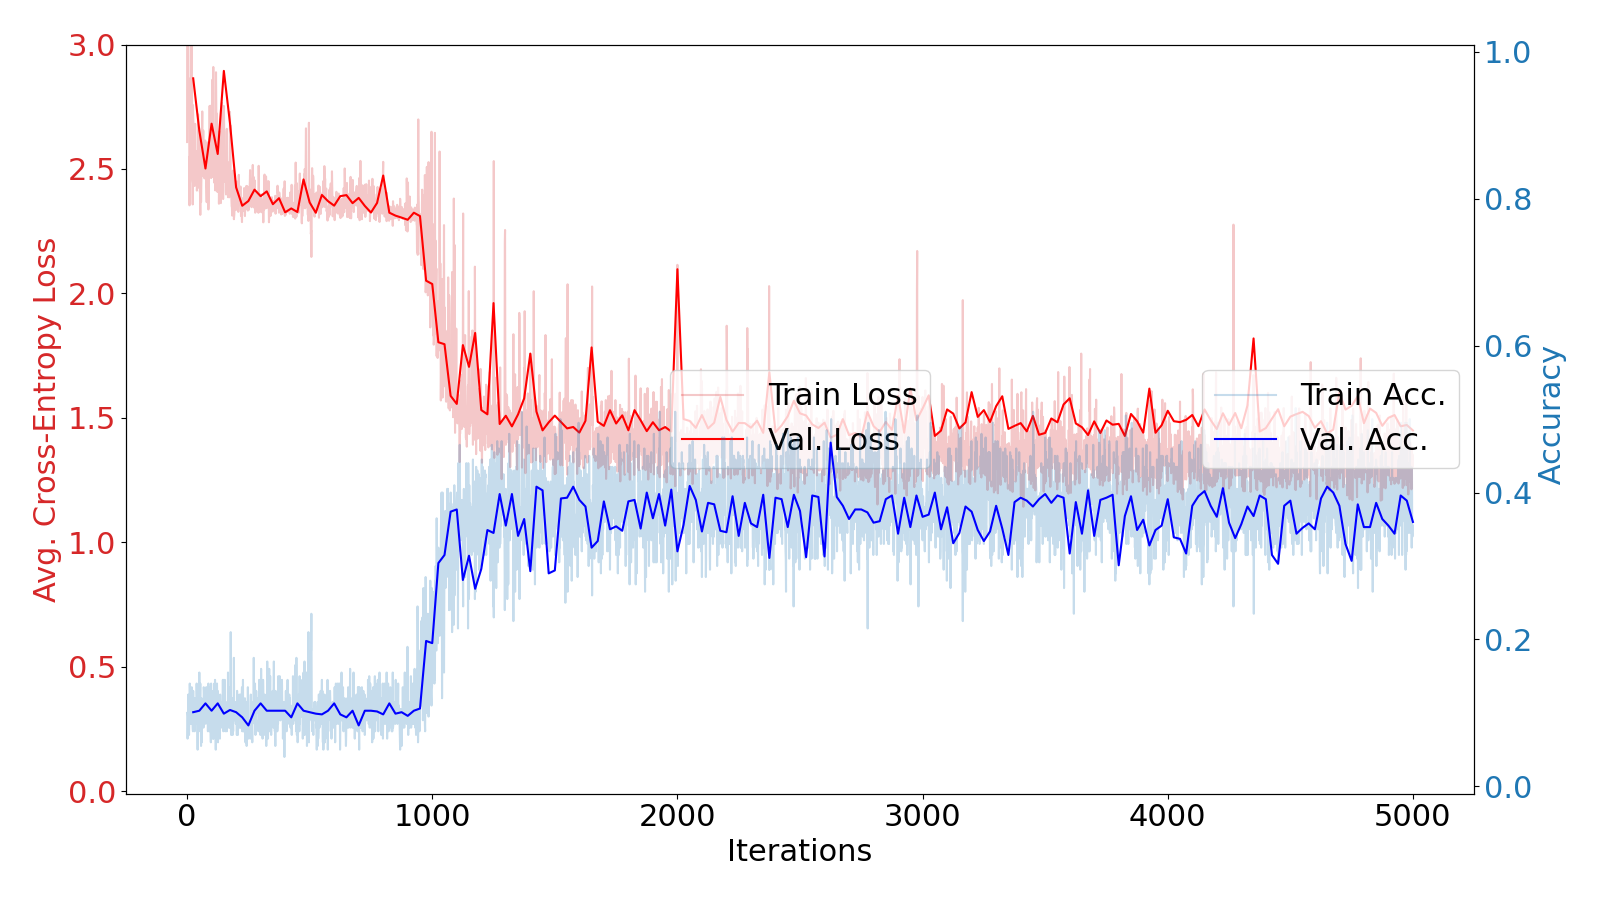 3.0
2.5
2.0
1.5
1.0
0.5
0.0
Avg. Cross-Entropy Loss
1.0
0.8
0.6
0.4
0.2
0.0
Accuracy
Train Loss
Val. Loss
Train Acc.
Val. Acc.
0 1000 2000 3000 4000 5000
Iterations